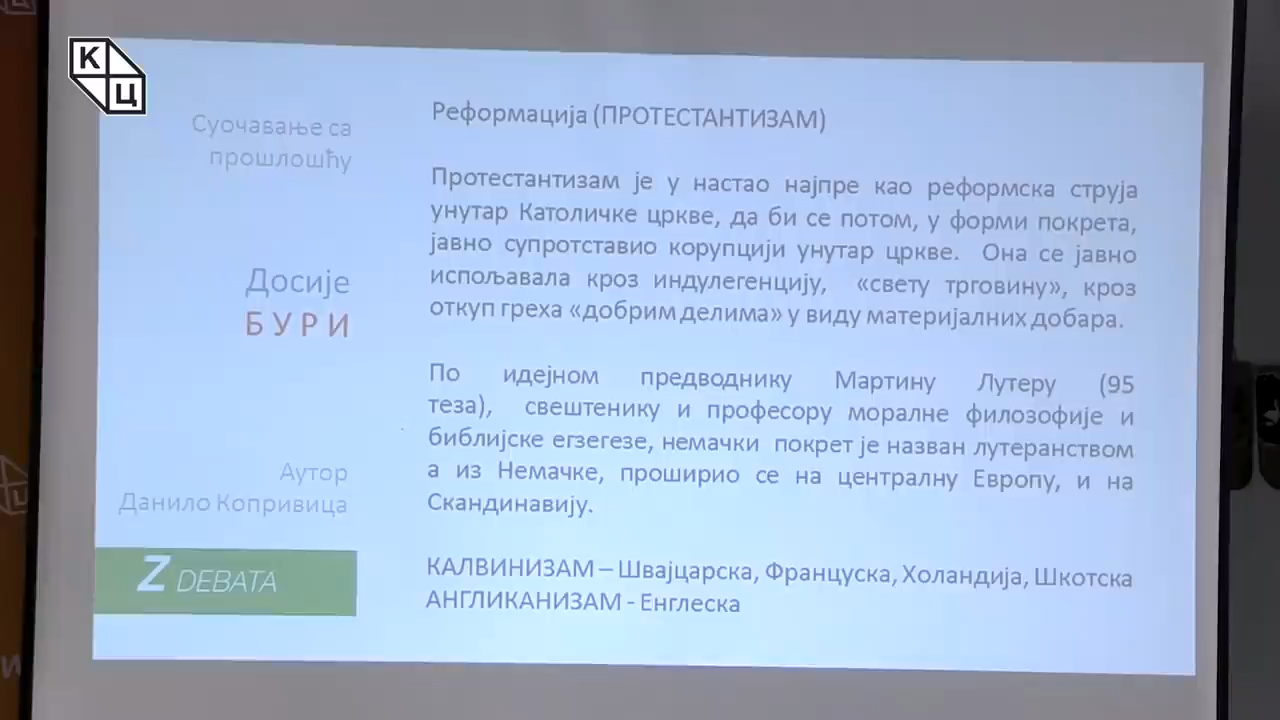 КЦ
Суочавање са
прошлошћу
Досије
БУРИ
Аутор
Данило Копривица
Z DEBATA
Реформација (ПРОТЕСТАНТИЗАМ)
Протестантизам је у настао најпре као реформска струја
унутар Католичке цркве, да би се потом, у форми покрета,
јавно супротставио корупцији унутар цркве. Она се јавно
испољавала кроз индулегенцију, «свету трговину», кроз
откуп греха «добрим делима» у виду материјалних добара.
По идејном предводнику Мартину Лутеру (95
теза), свештенику и професору моралне филозофије и
библијске егзегезе, немачки покрет је назван лутеранством
а из Немачке, проширио се на централну Европу, и на
Скандинавију.
КАЛВИНИЗАМ – Швајцарска, Француска, Холандија, Шкотска
АНГЛИКАНИЗАМ - Енглеска